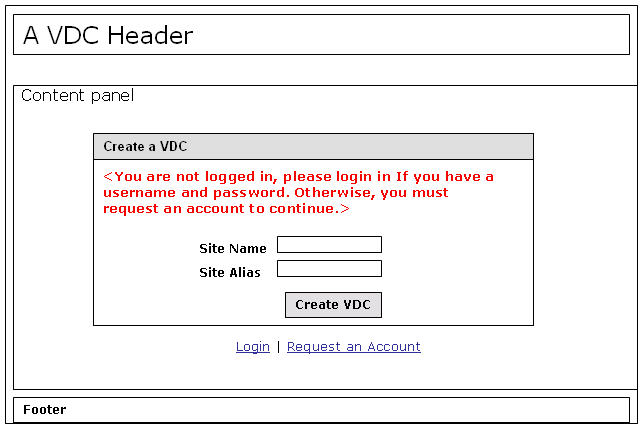 A VDC Header
Content panel
Create a VDC
<You are not logged in, please login in If you have a
username and password. Otherwise, you must
request an account to continue.>
Site Name
Site Alias
Create VDC
Login | Request an Account
Footer